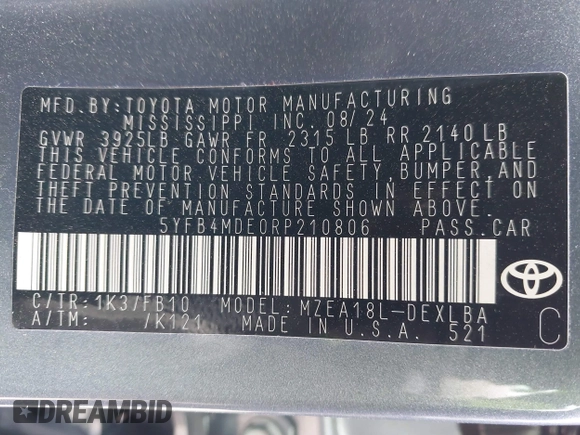 MFD.BY:TOYOTA MOTOR MANUFACTURING
MISSISSIPPI INC. 08/24
GVWR 3925LB GAWR FR 2315 LB RR 2140 LB
THIS VEHICLE CONFORMS TO ALL APPLICABLE
FEDERAL MOTOR VEHICLE SAFETY, BUMPER, AND
THEFT PREVENTION STANDARDS IN EFFECT ON
THE DATE OF MANUFACTURE SHOWN ABOVE.
5YFB4MDE0RP210806 PASS.CAR
C/TR:1K3/FB10 MODEL:MZEA18L-DEXLBA
A/TM: /K121 MADE IN U.S.A. 521
C
DREAMBID